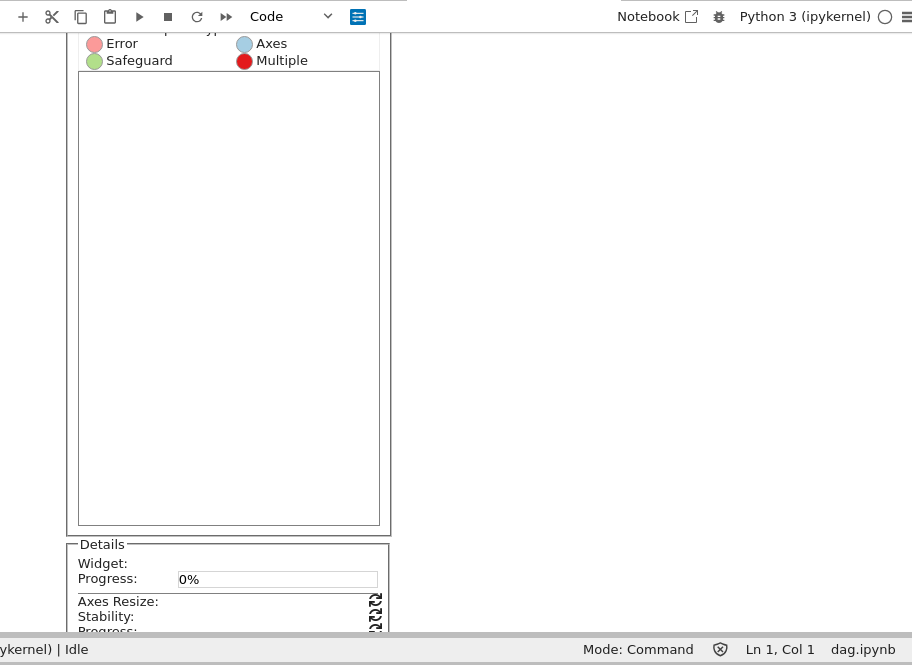 Code
Notebook
Python 3 (ipykernel)
Error
Axes
Safeguard
Multiple
Details
Widget:
Progress:
0%
Axes Resize:
Stability:
Progress:
ykernel) | Idle
Mode: Command
Ln 1, Col 1
dag.ipynb